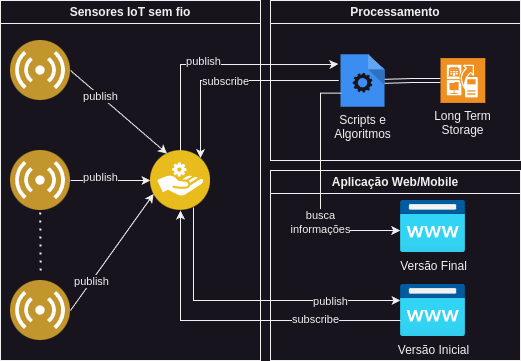 Sensores IoT sem fio
Processamento
publish
subscribe
publish
Scripts e
Algoritmos
Long Term
Storage
publish
Aplicação Web/Mobile
busca
informações
WWW
Versão Final
publish
publish
subscribe
WWW
Versão Inicial